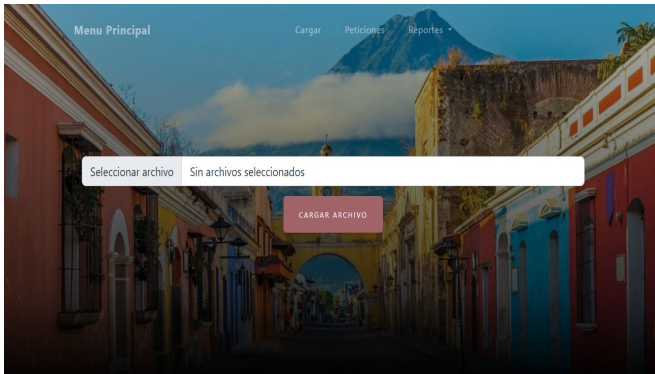 Menu Principal
Cargar Peticiones Reportes
Seleccionar archivo Sin archivos seleccionados
CARGAR ARCHIVO